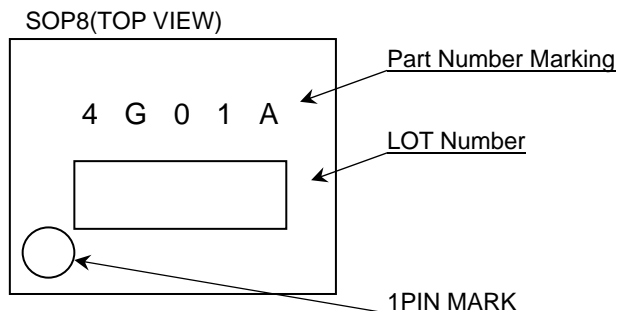 SOP8(TOP VIEW)
Part Number Marking
4 G 0 1 A
LOT Number
1PIN MARK